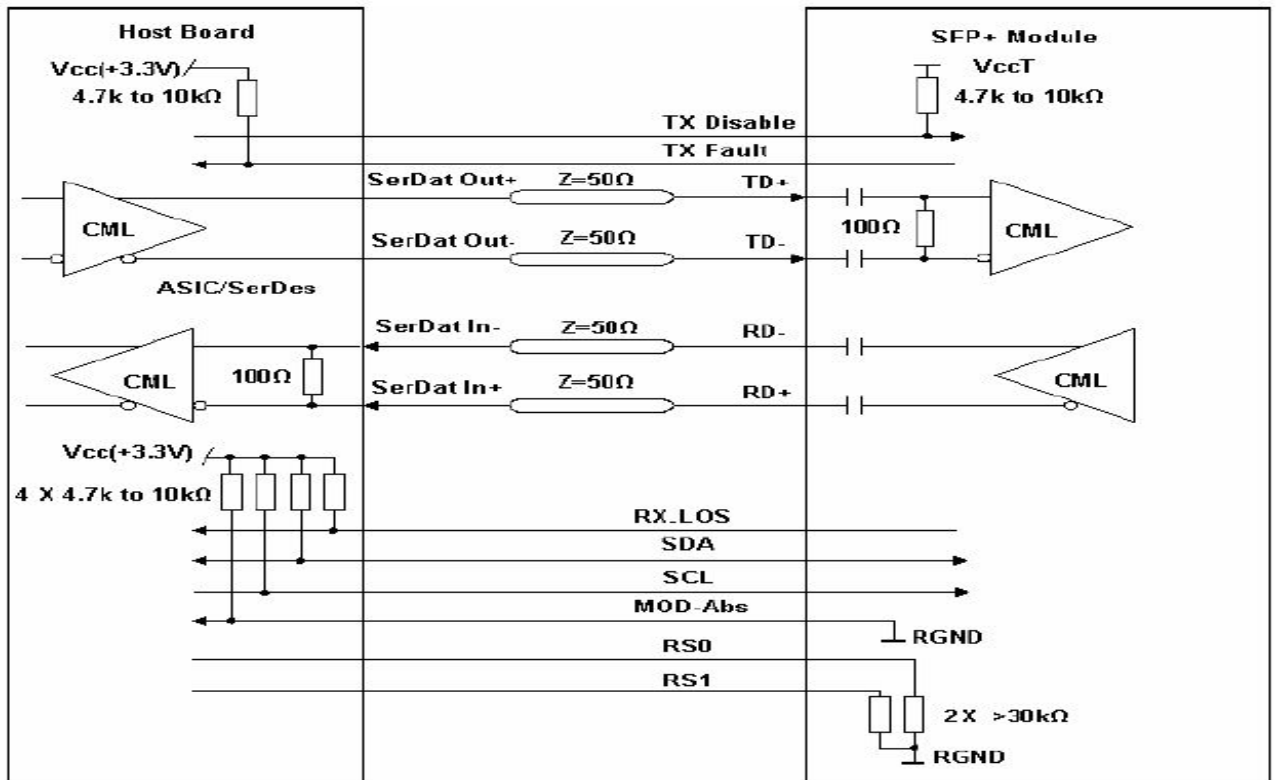 Host Board
SFP+ Module
Vcc(+3.3V)
4.7k to 10kΩ
VccT
4.7k to 10kΩ
TX Disable
TX Fault
SerDat Out+
Z=50Ω
TD+
CML
100Ω
CML
SerDat Out-
Z=50Ω
TD-
ASIC/SerDes
SerDat In-
Z=50Ω
RD-
CML
100Ω
SerDat In+
Z=50Ω
RD+
CML
Vcc(+3.3V)
4 X 4.7k to 10kΩ
RX_LOS
SDA
SCL
MOD-Abs
RGND
RS0
RS1
2X >30kΩ
RGND